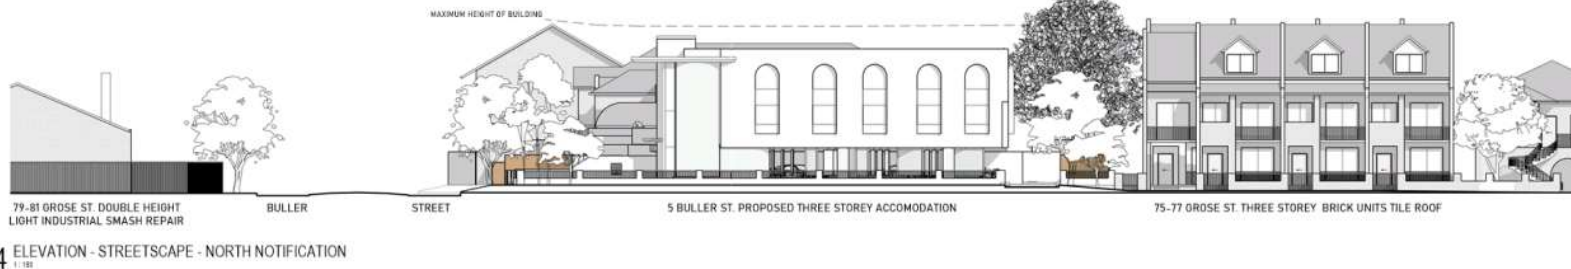 MAXIMUM HEIGHT OF BUILDING
79-81 GROSE ST. DOUBLE HEIGHT
LIGHT INDUSTRIAL SMASH REPAIR
BULLER
STREET
5 BULLER ST. PROPOSED THREE STOREY ACCOMODATION
75-77 GROSE ST. THREE STOREY BRICK UNITS TILE ROOF
4 ELEVATION - STREETSCAPE - NORTH NOTIFICATION